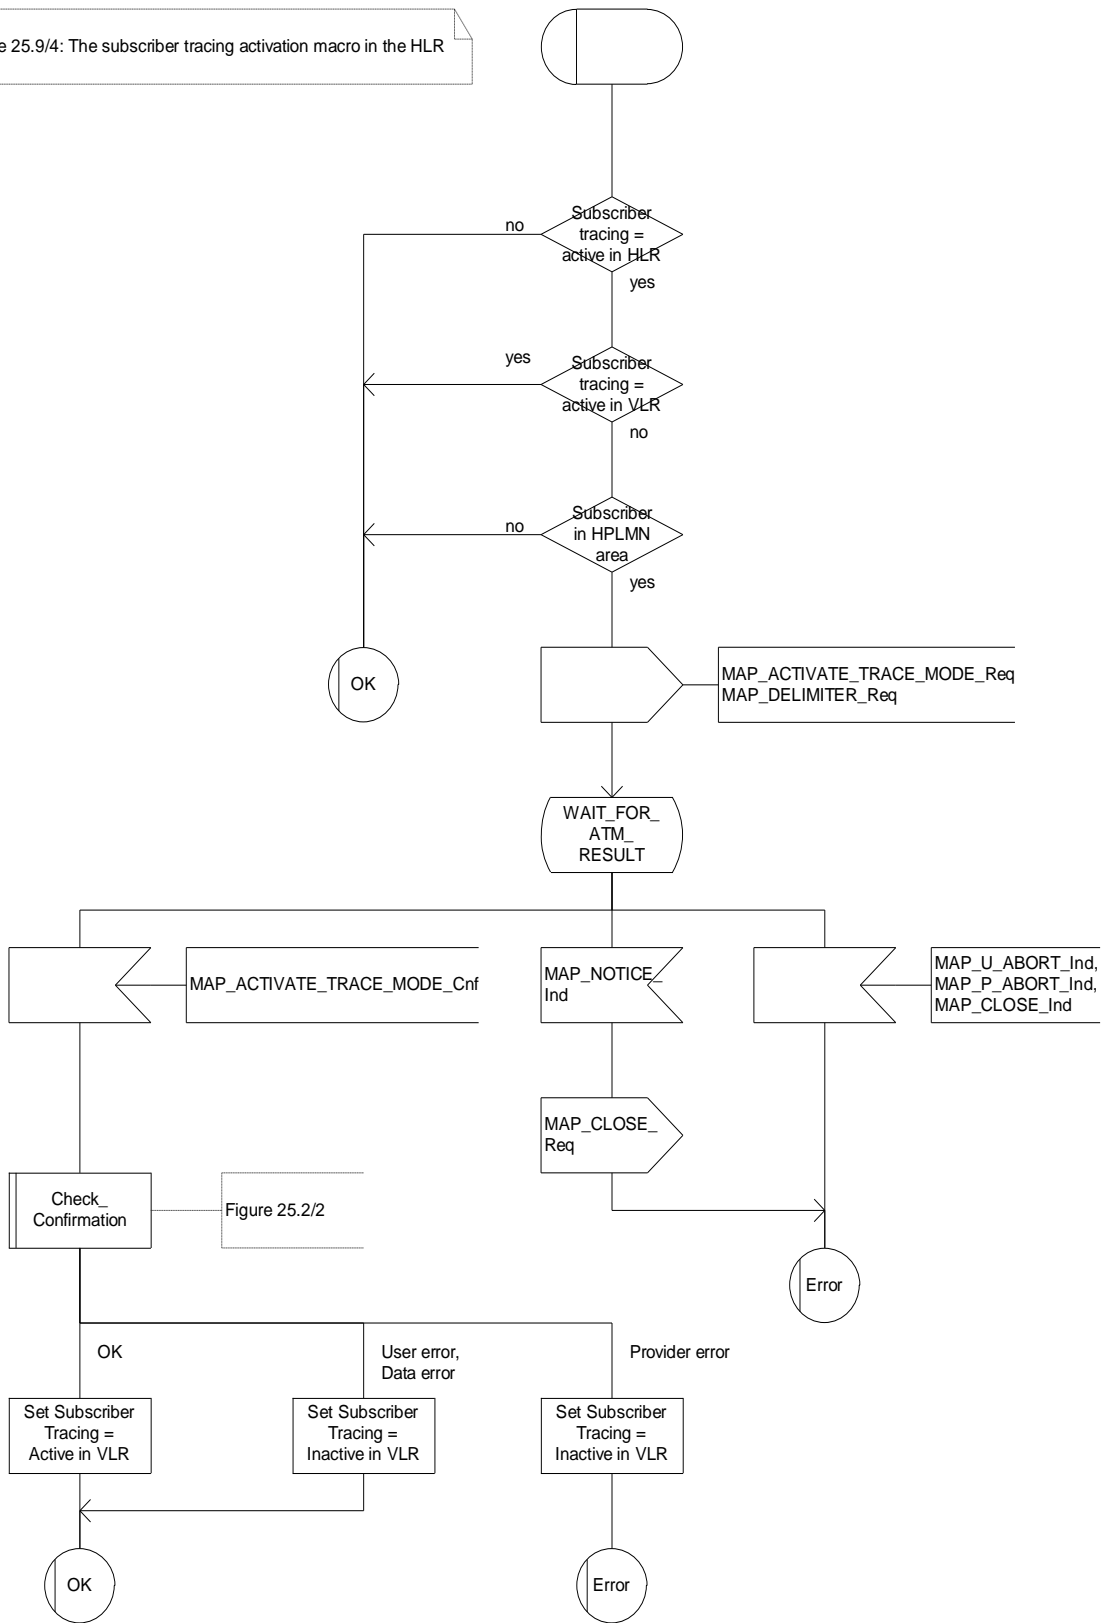 25.9/4: The subscriber tracing activation macro in the HLR
Subscriber
tracing =
active in HLR
no
yes
Subscriber
tracing =
active in VLR
yes
no
Subscriber
in HPLMN
area
no
yes
OK
MAP_ACTIVATE_TRACE_MODE_Req
MAP_DELIMITER_Req
WAIT_FOR_
ATM_
RESULT
MAP_ACTIVATE_TRACE_MODE_Cnf
MAP_NOTICE_
Ind
MAP_U_ABORT_Ind,
MAP_P_ABORT_Ind,
MAP_CLOSE_Ind
MAP_CLOSE_
Req
Check_
Confirmation
Figure 25.2/2
Error
OK
User error,
Data error
Provider error
Set Subscriber
Tracing =
Active in VLR
Set Subscriber
Tracing =
Inactive in VLR
Set Subscriber
Tracing =
Inactive in VLR
OK
Error